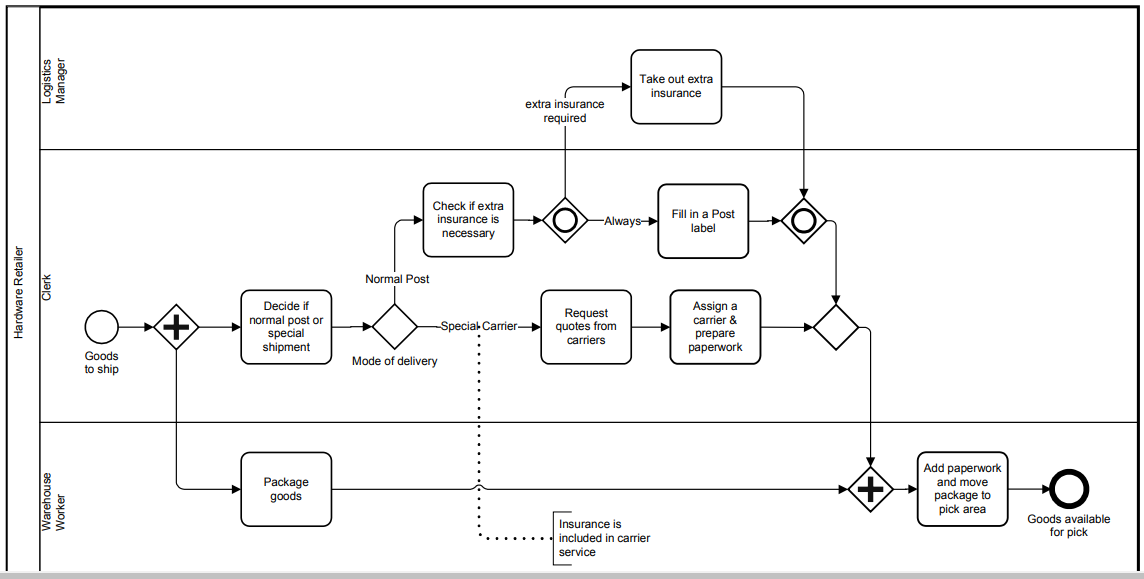 Hardware Retailer
Logistics
Manager
Take out extra
insurance
extra insurance
required
Clerk
Check if extra
insurance is
necessary
Always
Fill in a Post
label
Normal Post
Goods
to ship
Decide if
normal post or
special
shipment
Mode of delivery
Special Carrier
Request
quotes from
carriers
Assign a
carrier &
prepare
paperwork
Warehouse
Worker
Package
goods
Insurance is
included in carrier
service
Add paperwork
and move
package to
pick area
Goods available
for pick